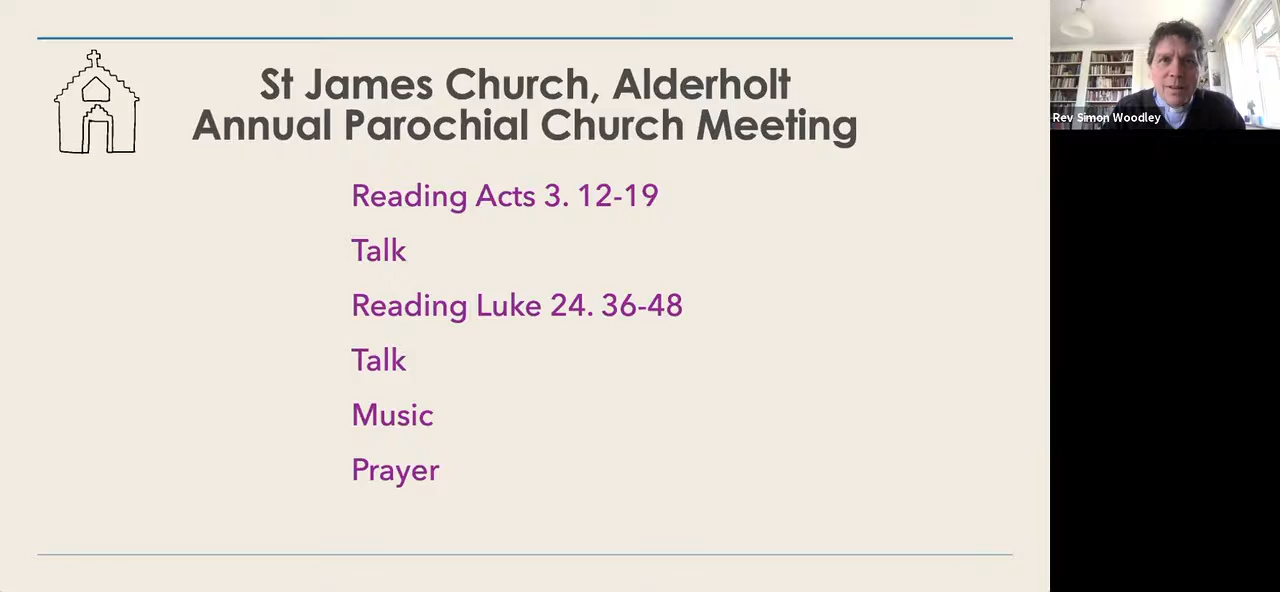 St James Church, Alderholt
Annual Parochial Church Meeting
Reading Acts 3. 12-19
Talk
Reading Luke 24. 36-48
Talk
Music
Prayer
Rev Simon Woodley